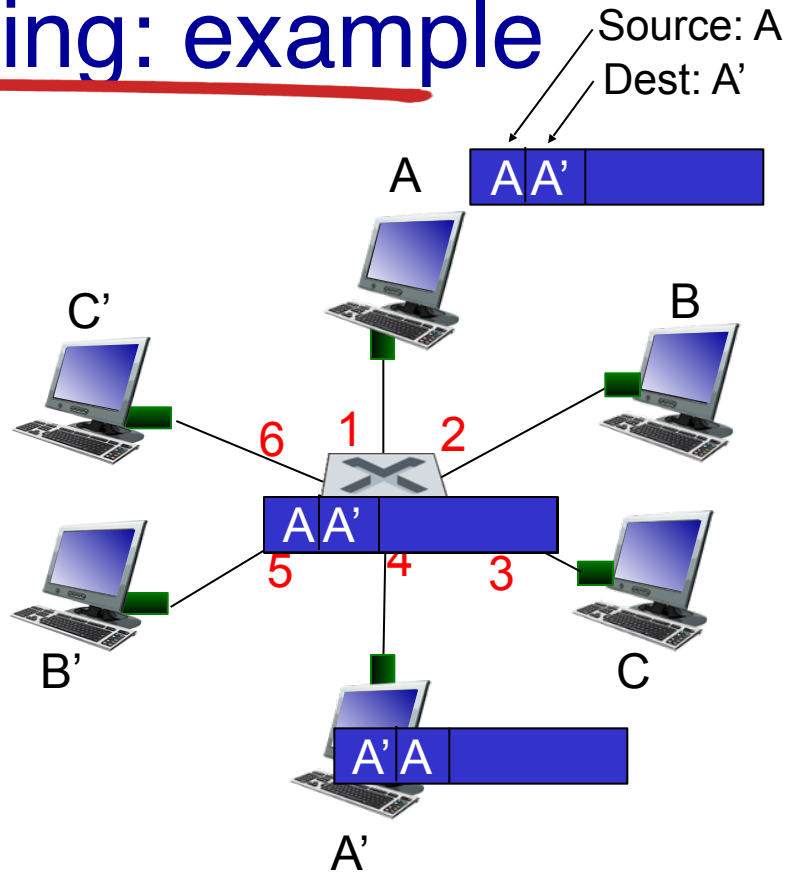 ing: example
Source: A
Dest: A’
A
A A’
C’
B
6
1
2
A A’
5
4
3
B’
C
A’ A
A’